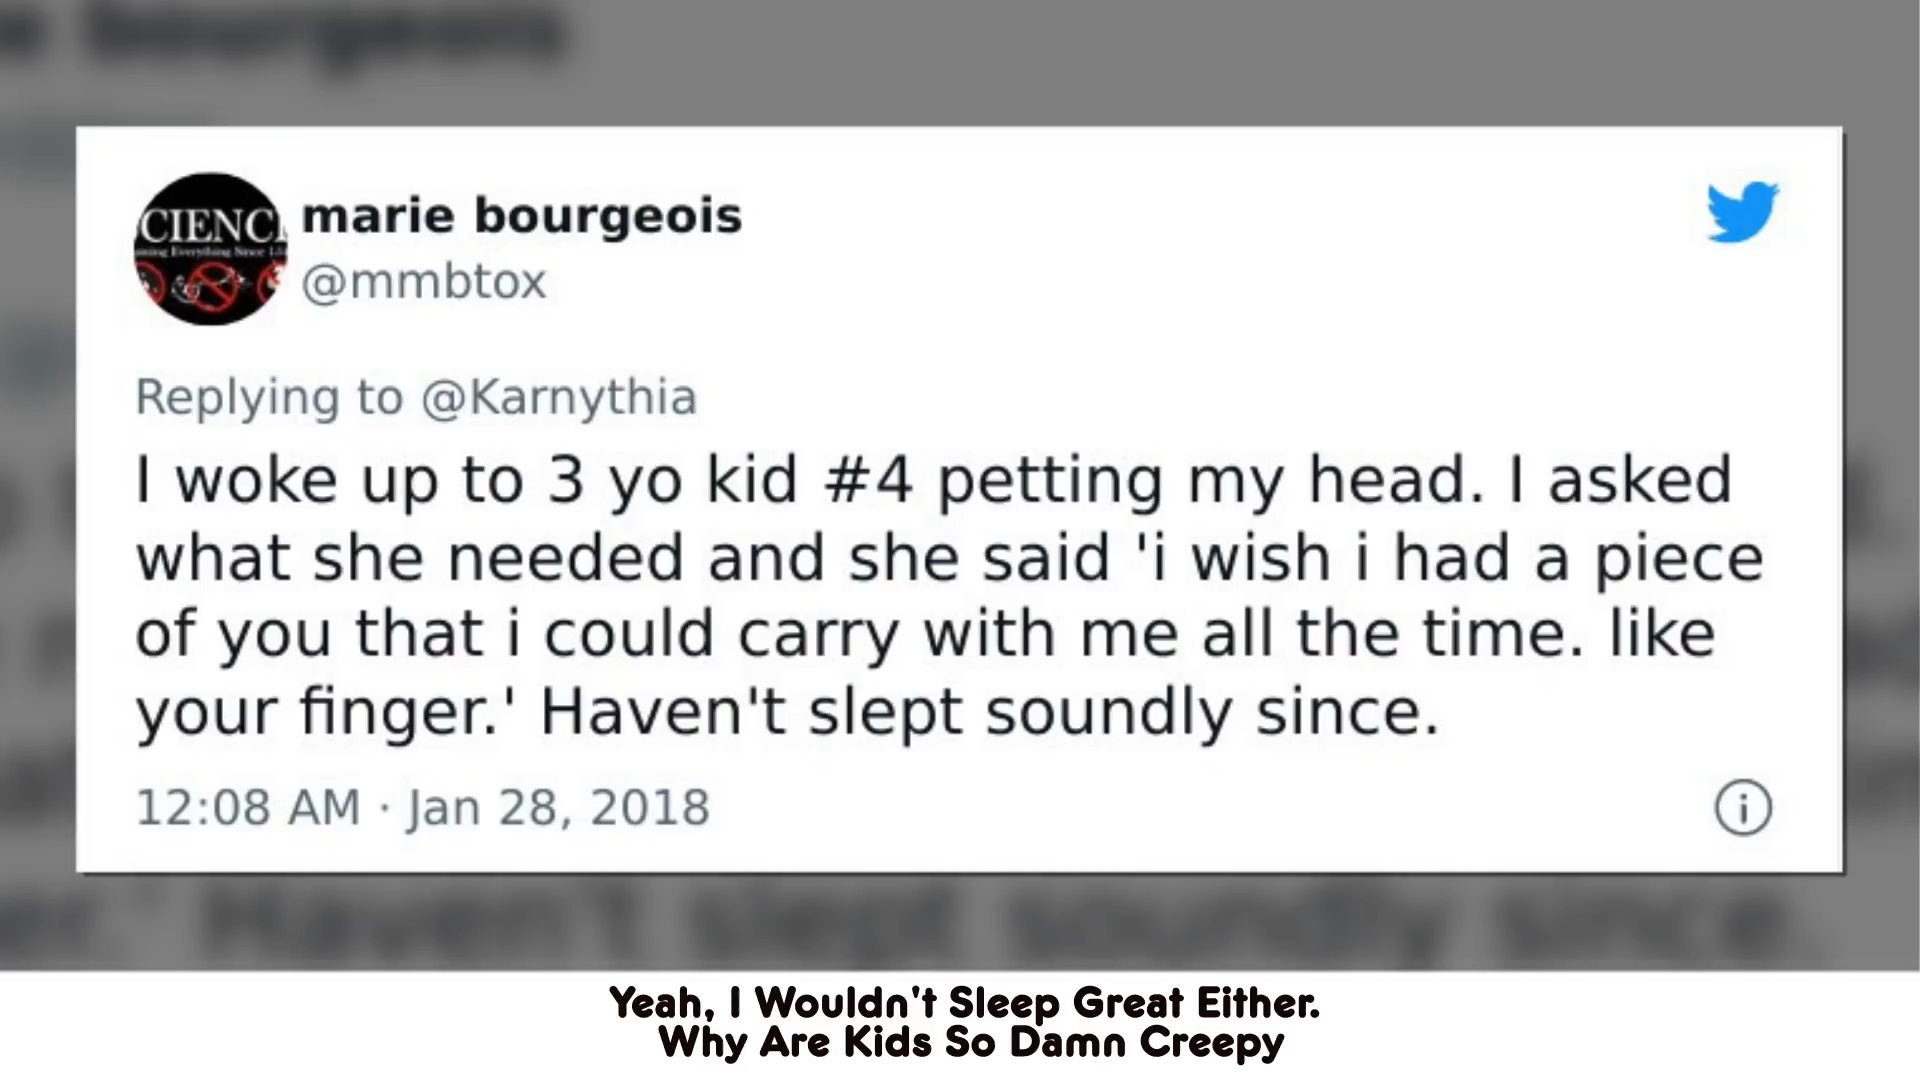 marie bourgeois
@mmbtox
Replying to @Karnythia
I woke up to 3 yo kid #4 petting my head. I asked
what she needed and she said 'i wish i had a piece
of you that i could carry with me all the time. like
your finger.' Haven't slept soundly since.
12:08 AM · Jan 28, 2018
Yeah, I Wouldn't Sleep Great Either.
Why Are Kids So Damn Creepy